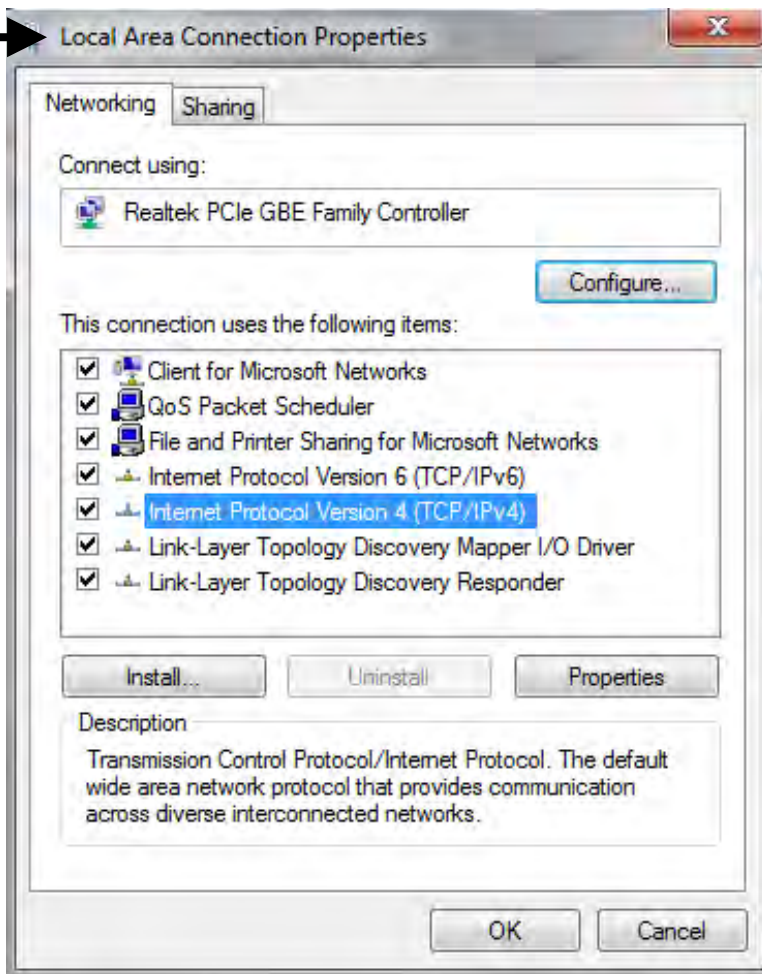 Local Area Connection Properties
Networking
Sharing
Connect using:
Realtek PCIe GBE Family Controller
Configure...
This connection uses the following items:
Client for Microsoft Networks
QoS Packet Scheduler
File and Printer Sharing for Microsoft Networks
Internet Protocol Version 6 (TCP/IPv6)
Internet Protocol Version 4 (TCP/IPv4)
Link-Layer Topology Discovery Mapper I/O Driver
Link-Layer Topology Discovery Responder
Install...
Uninstall
Properties
Description
Transmission Control Protocol/Internet Protocol. The default
wide area network protocol that provides communication
across diverse interconnected networks.
OK
Cancel